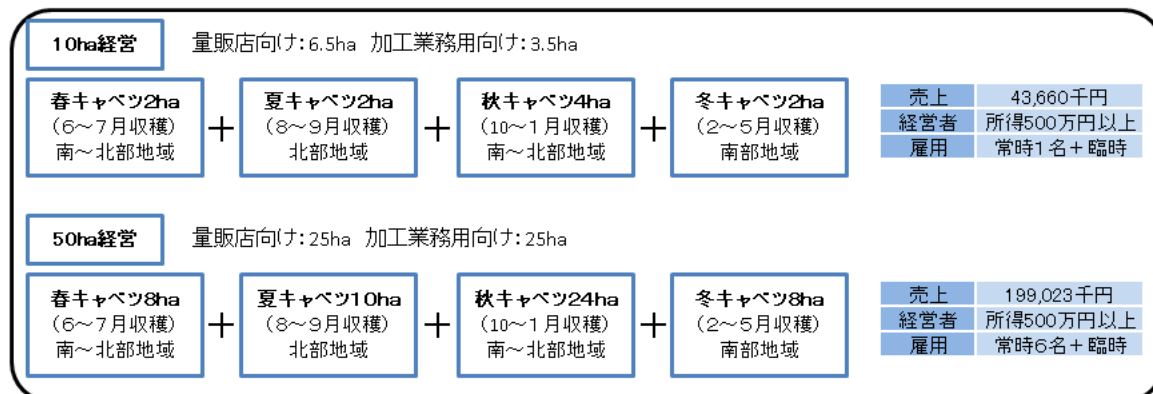 10ha経営
量販店向け:6.5ha 加工業務用向け:3.5ha
春キャベツ2ha
(6～7月収穫)
南～北部地域
+
夏キャベツ2ha
(8～9月収穫)
北部地域
+
秋キャベツ4ha
(10～1月収穫)
南～北部地域
+
冬キャベツ2ha
(2～5月収穫)
南部地域
売上 43,660千円
経営者 所得500万円以上
雇用 常時1名+臨時
50ha経営
量販店向け:25ha 加工業務用向け:25ha
春キャベツ8ha
(6～7月収穫)
南～北部地域
+
夏キャベツ10ha
(8～9月収穫)
北部地域
+
秋キャベツ24ha
(10～1月収穫)
南～北部地域
+
冬キャベツ8ha
(2～5月収穫)
南部地域
売上 199,023千円
経営者 所得500万円以上
雇用 常時6名+臨時